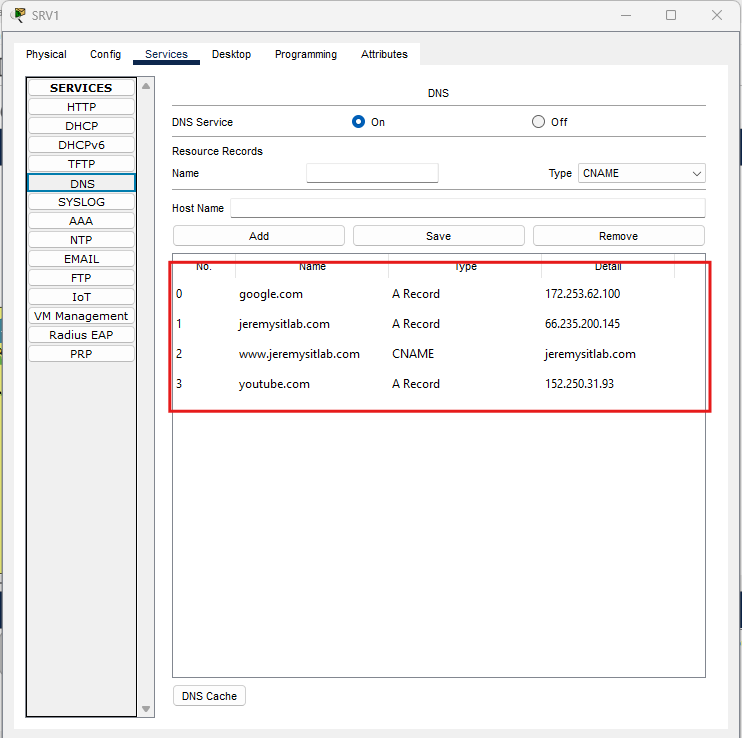 SRV1
Physical Config Services Desktop Programming Attributes
SERVICES
HTTP
DHCP
DHCPv6
TFTP
DNS
SYSLOG
AAA
NTP
EMAIL
FTP
IoT
VM Management
Radius EAP
PRP
DNS
DNS Service On Off
Resource Records
Name Type CNAME
Host Name
Add Save Remove
No. Name Type Detail
0 google.com A Record 172.253.62.100
1 jeremysitlab.com A Record 66.235.200.145
2 www.jeremysitlab.com CNAME jeremysitlab.com
3 youtube.com A Record 152.250.31.93
DNS Cache